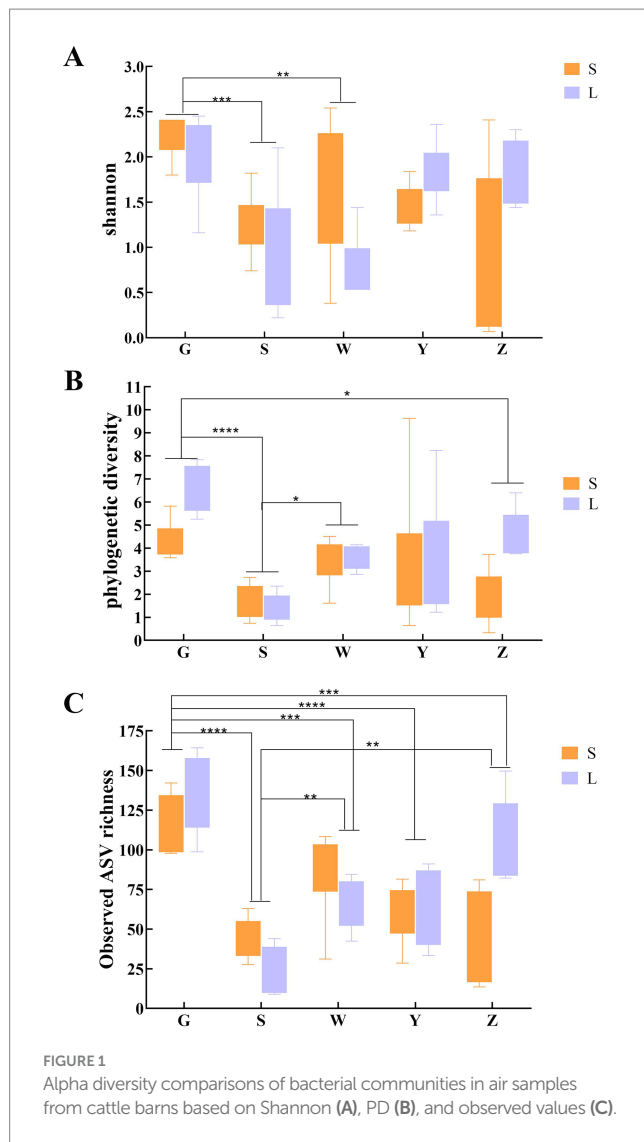 A
**
***
S
L
3.0
2.5
2.0
1.5
1.0
0.5
0.0
shannon
G S W Y Z
B
*
****
*
S
L
11
10
9
8
7
6
5
4
3
2
1
0
phylogenetic diversity
G S W Y Z
C
***
****
***
****
**
**
S
L
175
150
125
100
75
50
25
0
Observed ASV richness
G S W Y Z
FIGURE 1
Alpha diversity comparisons of bacterial communities in air samples
from cattle barns based on Shannon (A), PD (B), and observed values (C).